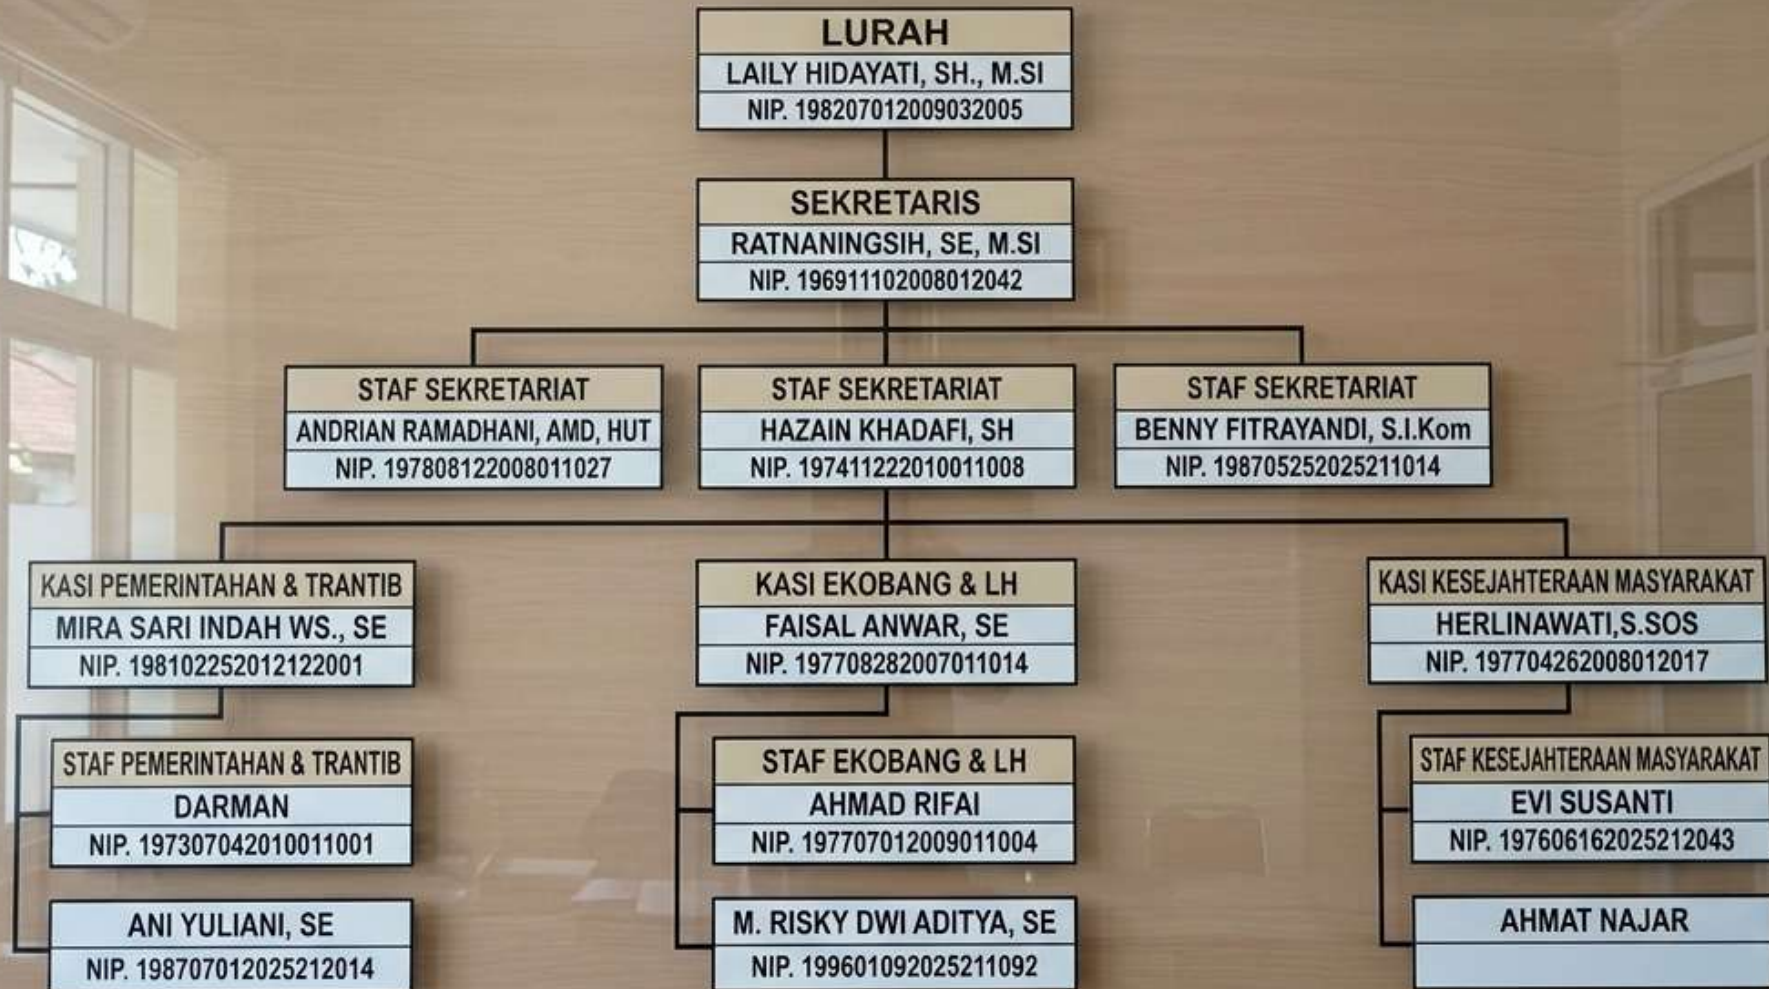 LURAH
LAILY HIDAYATI, SH., M.SI
NIP. 198207012009032005
SEKRETARIS
RATNANINGSIH, SE, M.SI
NIP. 196911102008012042
STAF SEKRETARIAT
ANDRIAN RAMADHANI, AMD, HUT
NIP. 197808122008011027
STAF SEKRETARIAT
HAZAIN KHADAFI, SH
NIP. 197411222010011008
STAF SEKRETARIAT
BENNY FITRAYANDI, S.I.Kom
NIP. 198705252025211014
KASI PEMERINTAHAN & TRANTIB
MIRA SARI INDAH WS., SE
NIP. 198102252012122001
KASI EKOBANG & LH
FAISAL ANWAR, SE
NIP. 197708282007011014
KASI KESEJAHTERAAN MASYARAKAT
HERLINAWATI,S.SOS
NIP. 197704262008012017
STAF PEMERINTAHAN & TRANTIB
DARMAN
NIP. 197307042010011001
STAF EKOBANG & LH
AHMAD RIFAI
NIP. 197707012009011004
STAF KESEJAHTERAAN MASYARAKAT
EVI SUSANTI
NIP. 197606162025212043
ANI YULIANI, SE
NIP. 198707012025212014
M. RISKY DWI ADITYA, SE
NIP. 199601092025211092
AHMAT NAJAR